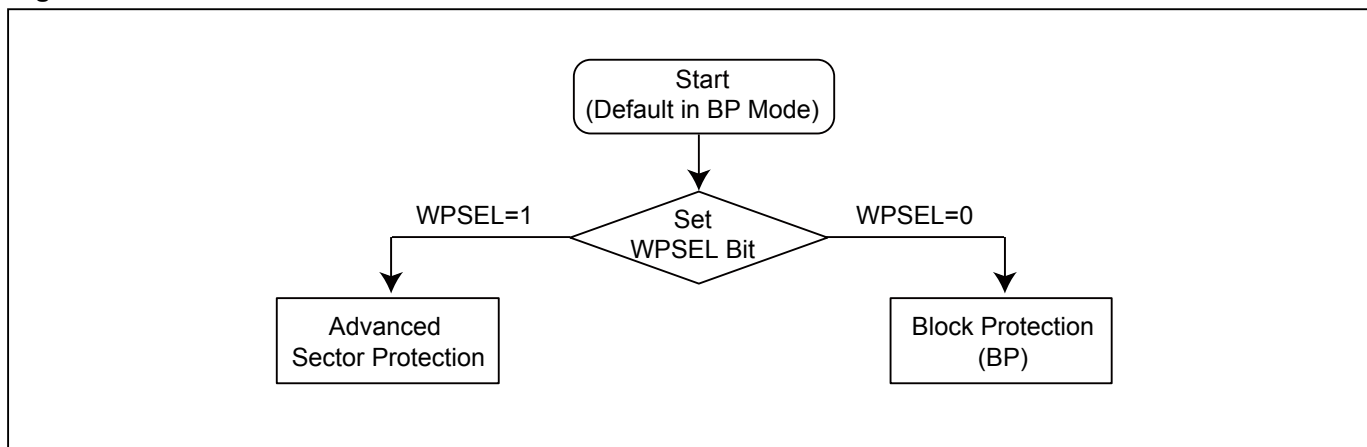 Start
(Default in BP Mode)
WPSEL=1
Set
WPSEL Bit
WPSEL=0
Advanced
Sector Protection
Block Protection
(BP)